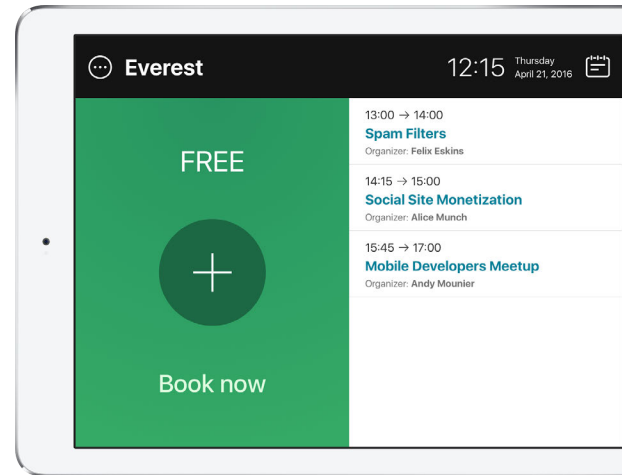 Everest
12:15
Thursday
April 21, 2016
FREE
Book now
13:00 → 14:00
Spam Filters
Organizer: Felix Eskins
14:15 → 15:00
Social Site Monetization
Organizer: Alice Munch
15:45 → 17:00
Mobile Developers Meetup
Organizer: Andy Mounier